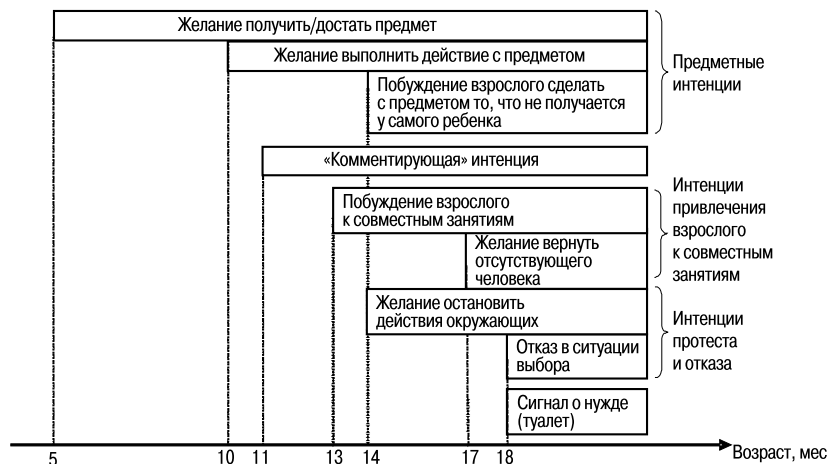 Желание получить/достать предмет
Желание выполнить действие с предметом
Побуждение взрослого сделать
с предметом то, что не получается
у самого ребенка
Предметные
интенции
«Комментирующая» интенция
Побуждение взрослого
к совместным занятиям
Желание вернуть
отсутствующего
человека
Интенции
привлечения
взрослого
к совместным
занятиям
Желание остановить
действия окружающих
Отказ в ситуации
выбора
Интенции
протеста
и отказа
Сигнал о нужде
(туалет)
5 10 11 13 14 17 18
Возраст, мес